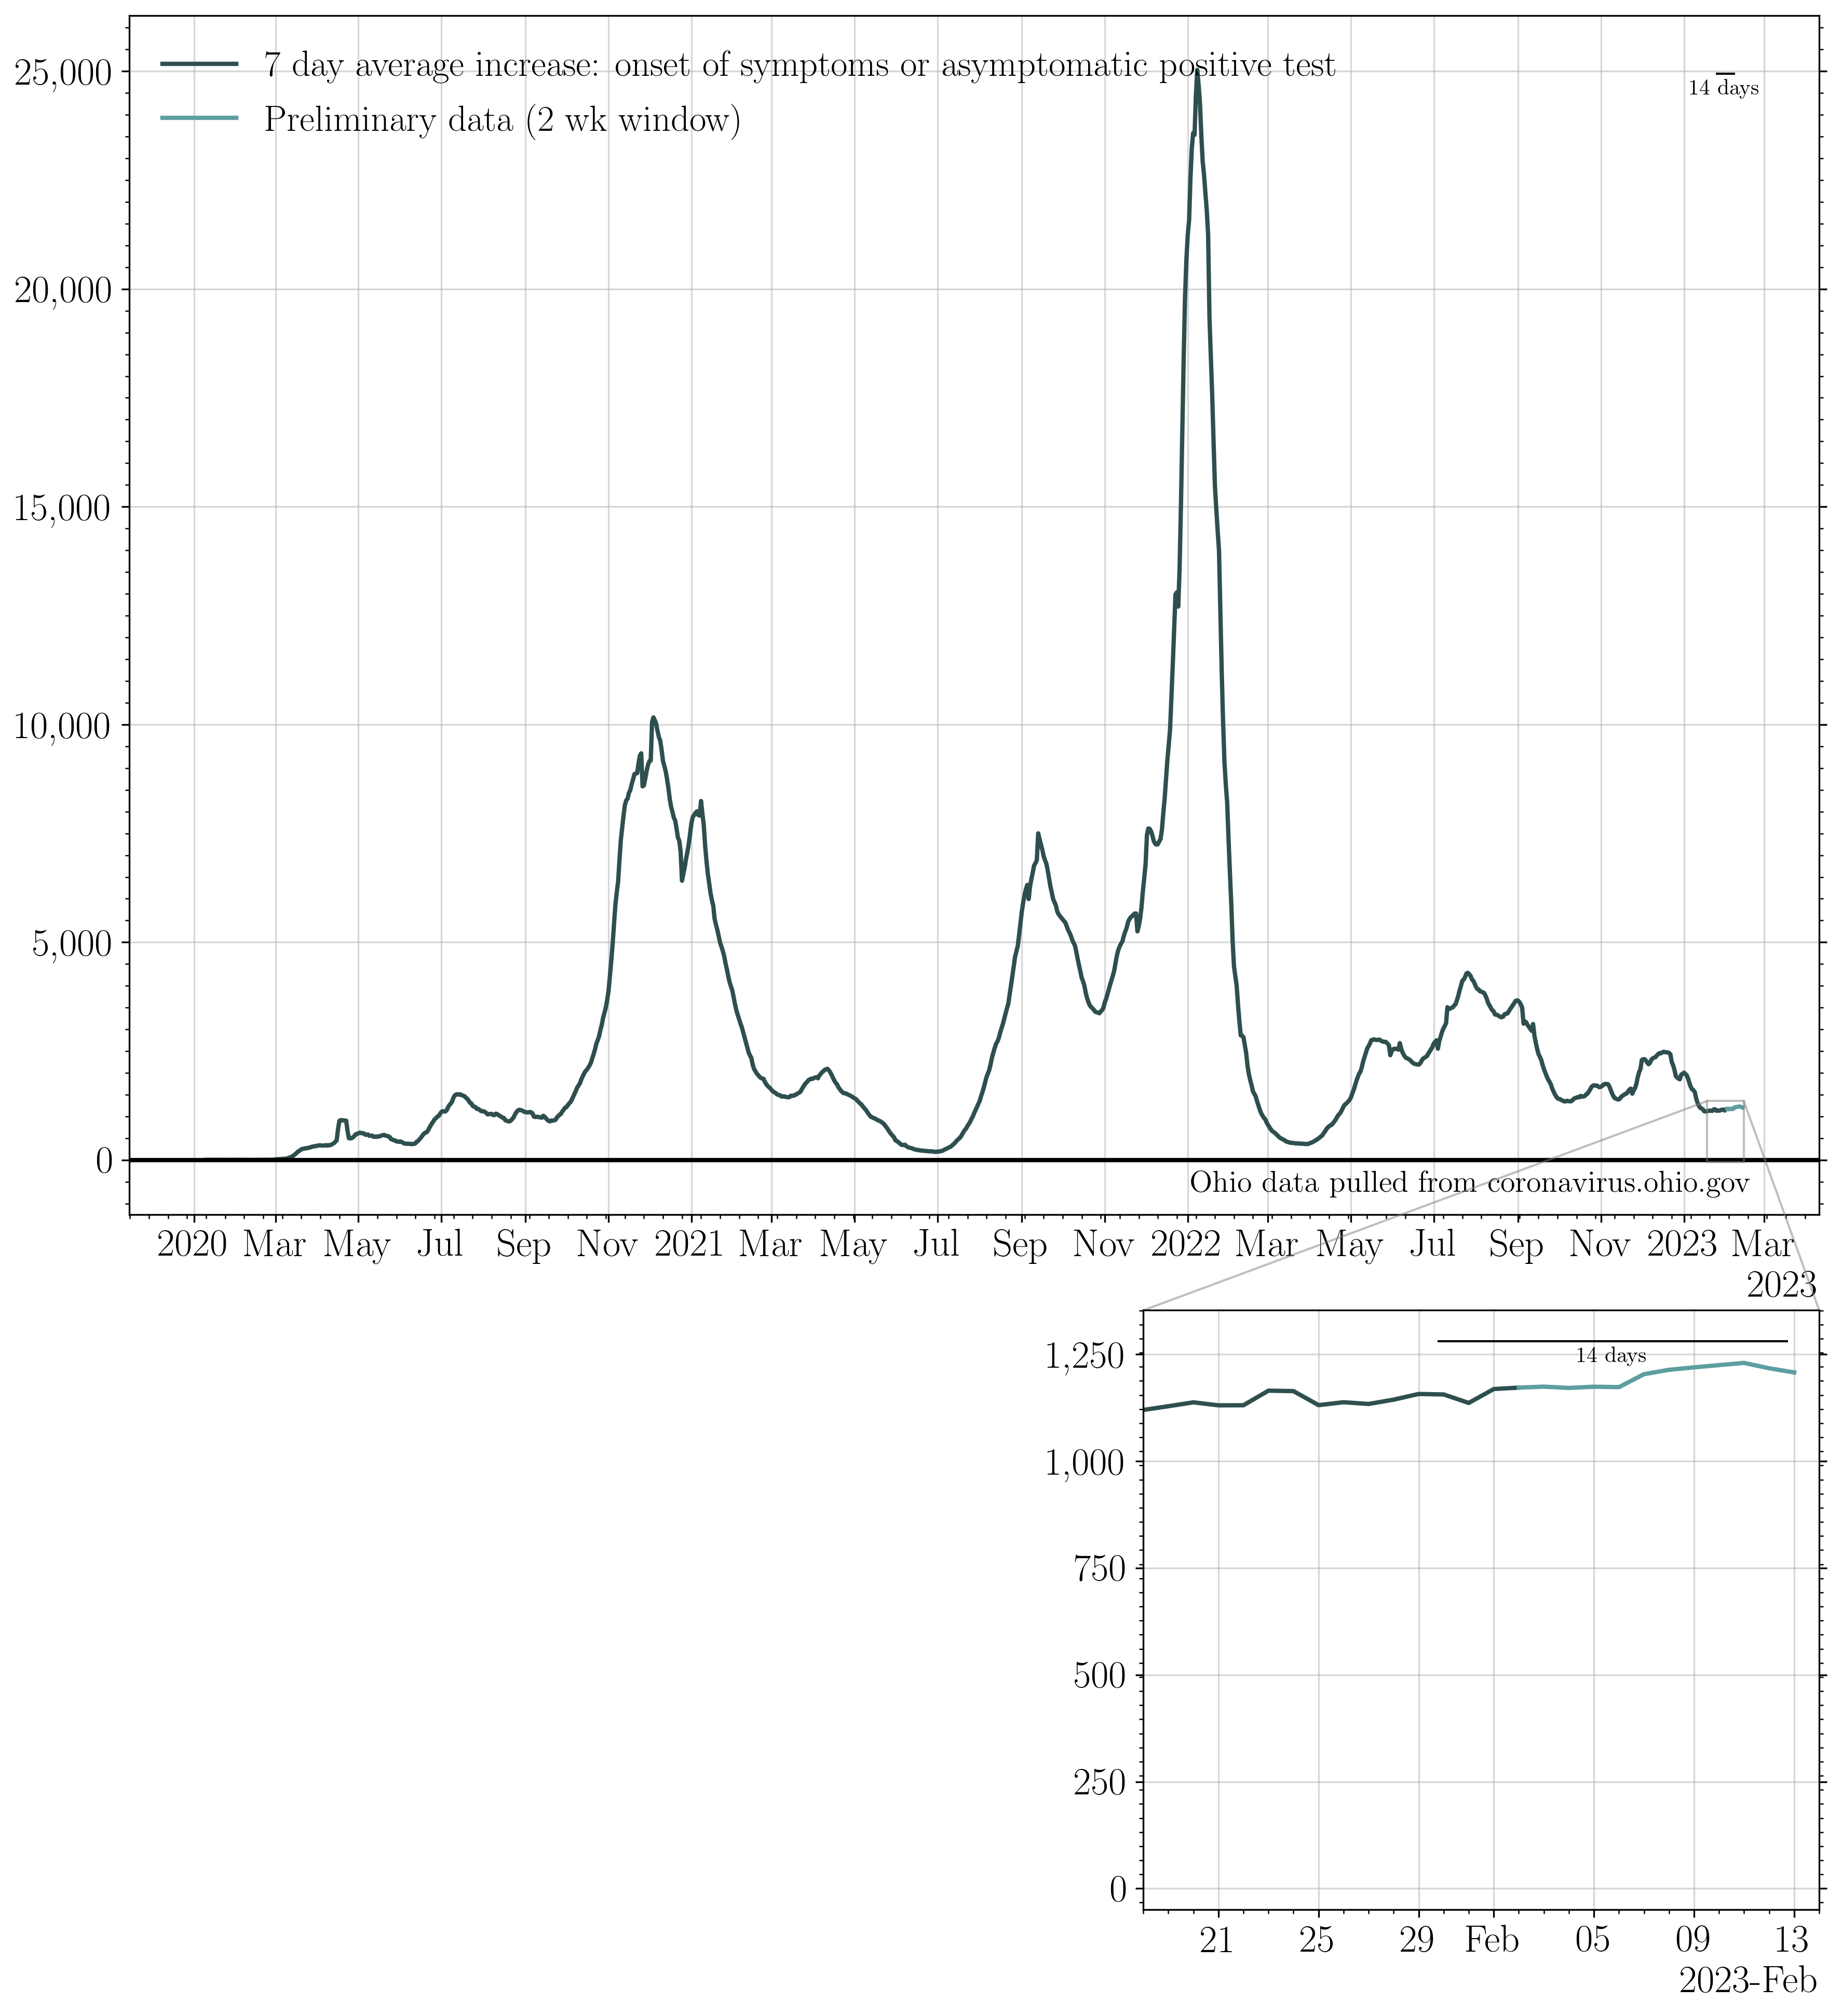 25,000
20,000
15,000
10,000
5,000
0
7 day average increase: onset of symptoms or asymptomatic positive test
Preliminary data (2 wk window)
14 days
Ohio data pulled from coronavirus.ohio.gov
2020 Mar May Jul Sep Nov 2021 Mar May Jul Sep Nov 2022 Mar May Jul Sep Nov 2023 Mar
2023
1,250
1,000
750
500
250
0
14 days
21 25 29 Feb 05 09 13
2023-Feb